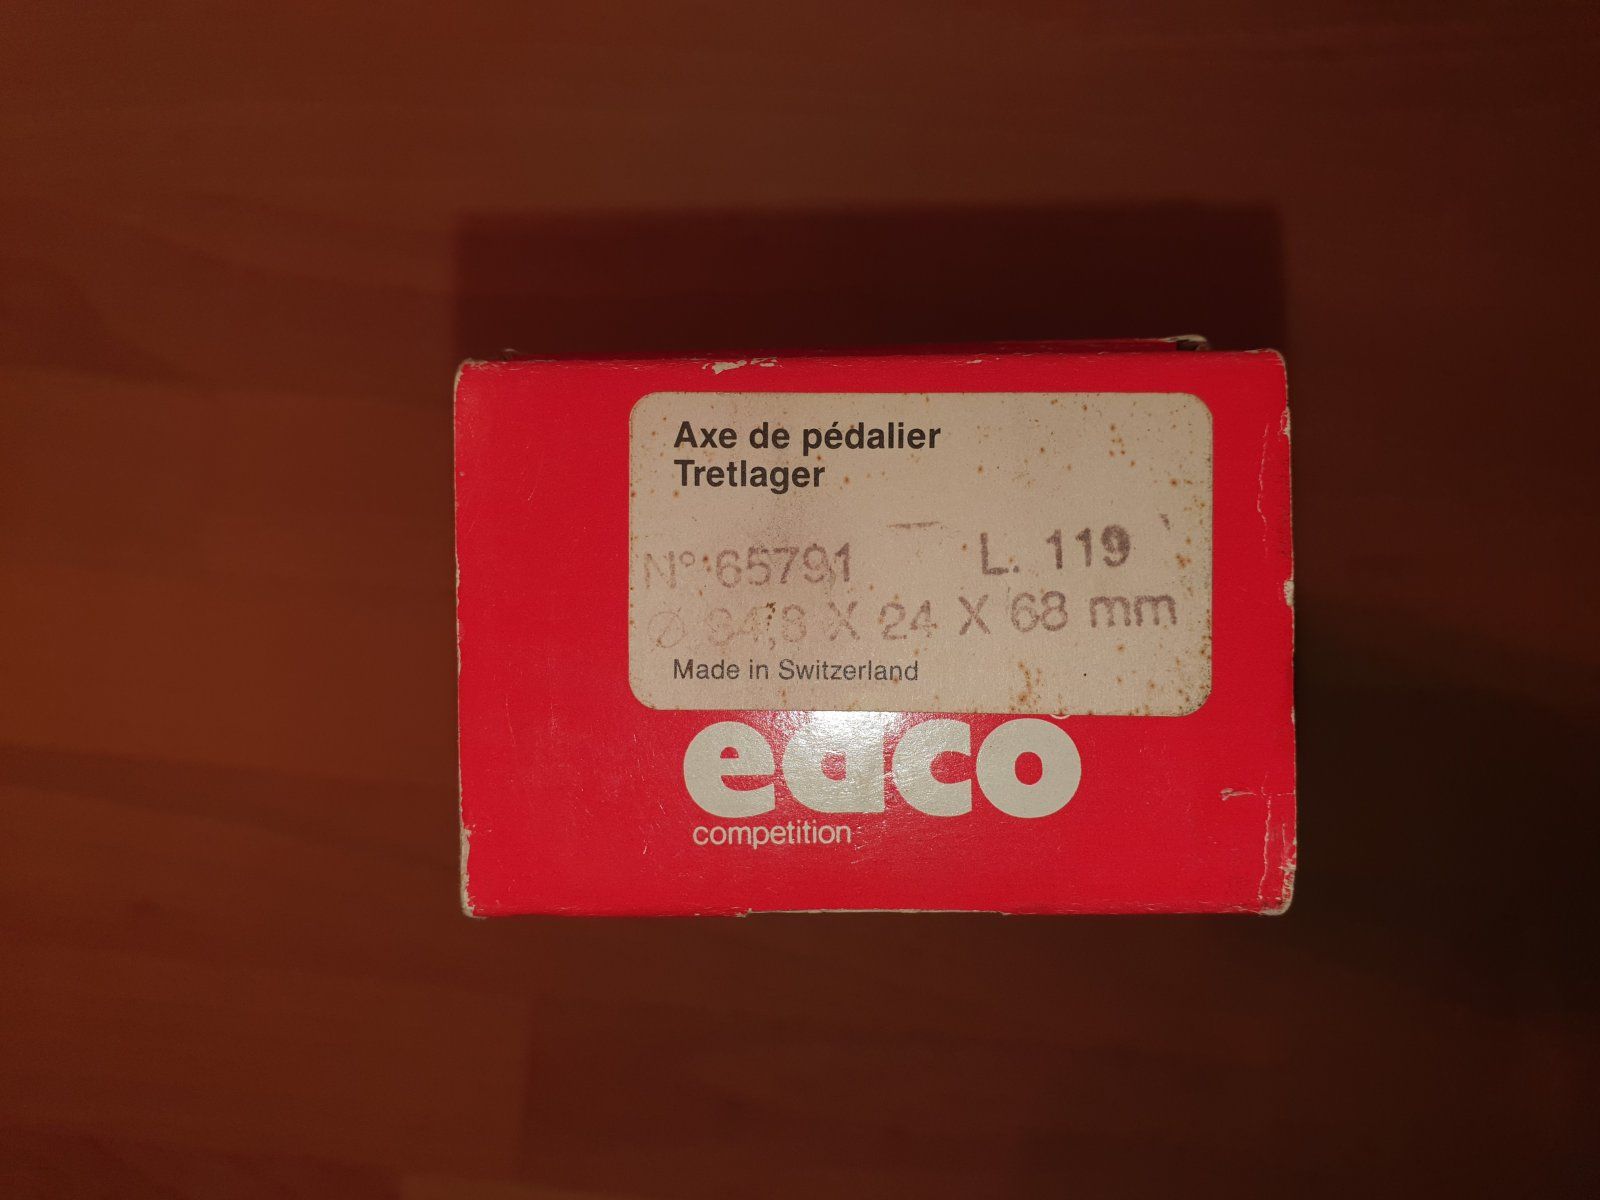 Axe de pédalier
Tretlager
N° 65791 L. 119
Ø 34,8 X 24 X 68 mm
Made in Switzerland
eaco
competition